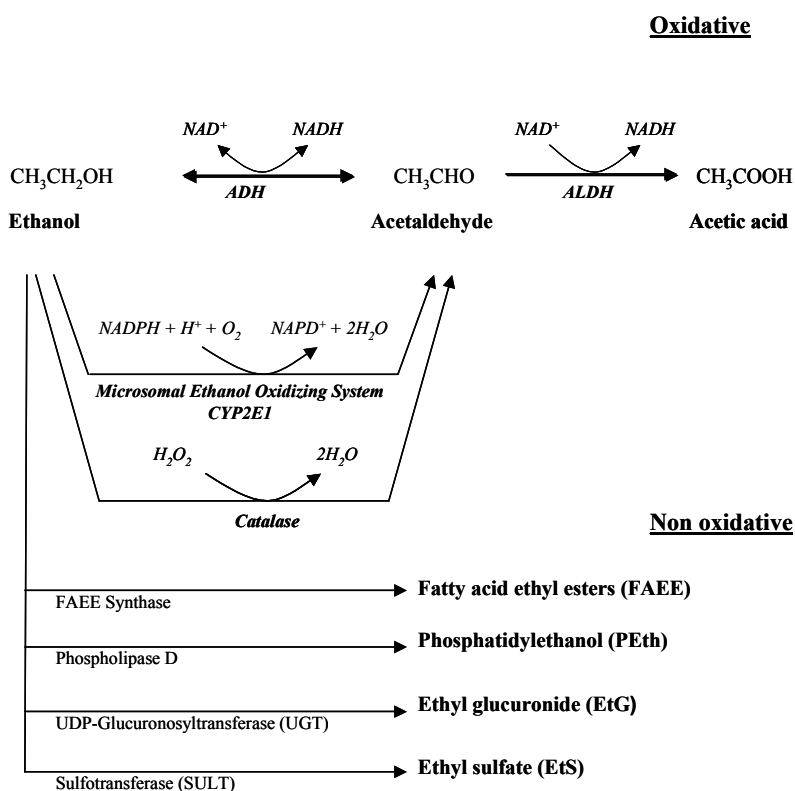 Oxidative
NAD⁺ NADH NAD⁺ NADH
CH₃CH₂OH CH₃CHO CH₃COOH
ADH ALDH
Ethanol Acetaldehyde Acetic acid
NADPH + H⁺ + O₂ NAPD⁺ + 2H₂O
Microsomal Ethanol Oxidizing System
CYP2E1
H₂O₂ 2H₂O
Catalase
Non oxidative
Fatty acid ethyl esters (FAEE)
FAEE Synthase
Phosphatidylethanol (PEth)
Phospholipase D
Ethyl glucuronide (EtG)
UDP-Glucuronosyltransferase (UGT)
Ethyl sulfate (EtS)
Sulfotransferase (SULT)